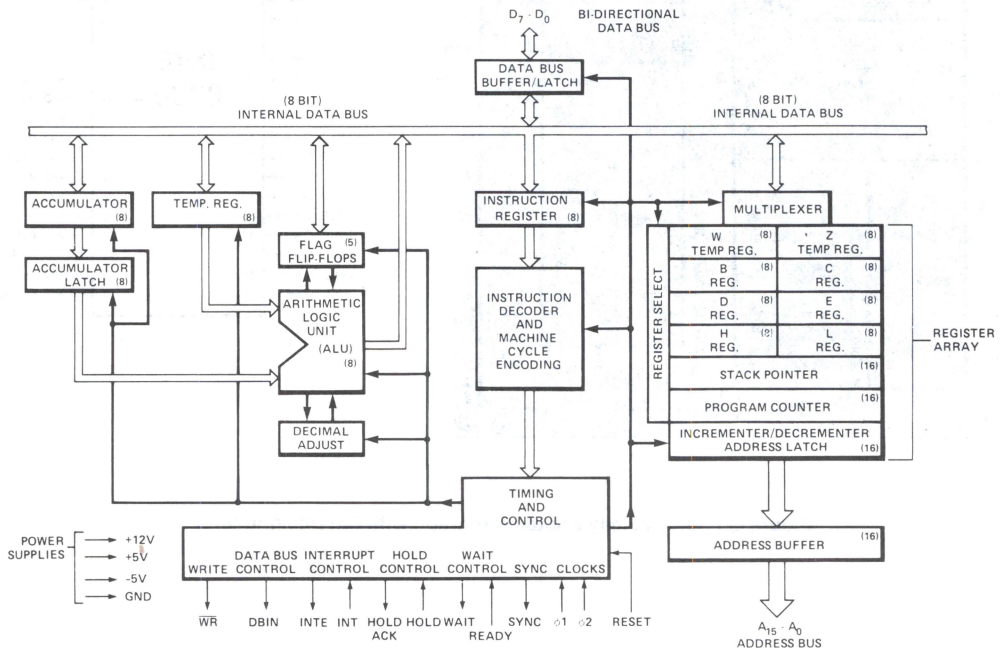 D7 - D0 BI-DIRECTIONAL
DATA BUS
DATA BUS
BUFFER/LATCH
(8 BIT)
INTERNAL DATA BUS
(8 BIT)
INTERNAL DATA BUS
ACCUMULATOR
(8)
TEMP. REG.
(8)
INSTRUCTION
REGISTER (8)
MULTIPLEXER
FLAG (5)
FLIP-FLOPS
ACCUMULATOR
LATCH (8)
ARITHMETIC
LOGIC
UNIT
(ALU)
(8)
DECIMAL
ADJUST
INSTRUCTION
DECODER
AND
MACHINE
CYCLE
ENCODING
REGISTER SELECT
W (8)
TEMP REG.
Z (8)
TEMP REG.
B (8)
REG.
C (8)
REG.
D (8)
REG.
E (8)
REG.
H (8)
REG.
L (8)
REG.
STACK POINTER (16)
PROGRAM COUNTER (16)
INCREMENTER/DECREMENTER
ADDRESS LATCH (16)
REGISTER
ARRAY
TIMING
AND
CONTROL
WRITE
DATA BUS
CONTROL
INTERRUPT
CONTROL
HOLD
CONTROL
WAIT
CONTROL
SYNC
CLOCKS
POWER
SUPPLIES
+12V
+5V
-5V
GND
WR
DBIN
INTE
INT
HOLD
ACK
HOLD
WAIT
READY
SYNC
ϕ1
ϕ2
RESET
ADDRESS BUFFER (16)
A15 - A0
ADDRESS BUS